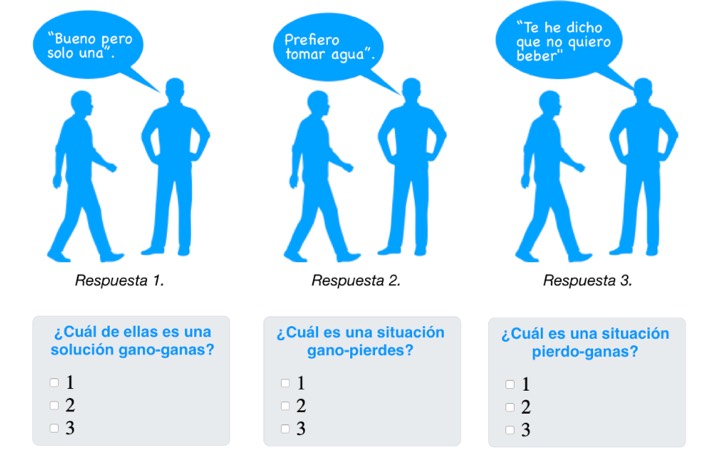 “Bueno pero
solo una”.
Prefiero
tomar agua”.
“Te he dicho
que no quiero
beber"
Respuesta 1.
Respuesta 2.
Respuesta 3.
¿Cuál de ellas es una
solución gano-ganas?
1
2
3
¿Cuál es una situación
gano-pierdes?
1
2
3
¿Cuál es una situación
pierdo-ganas?
1
2
3